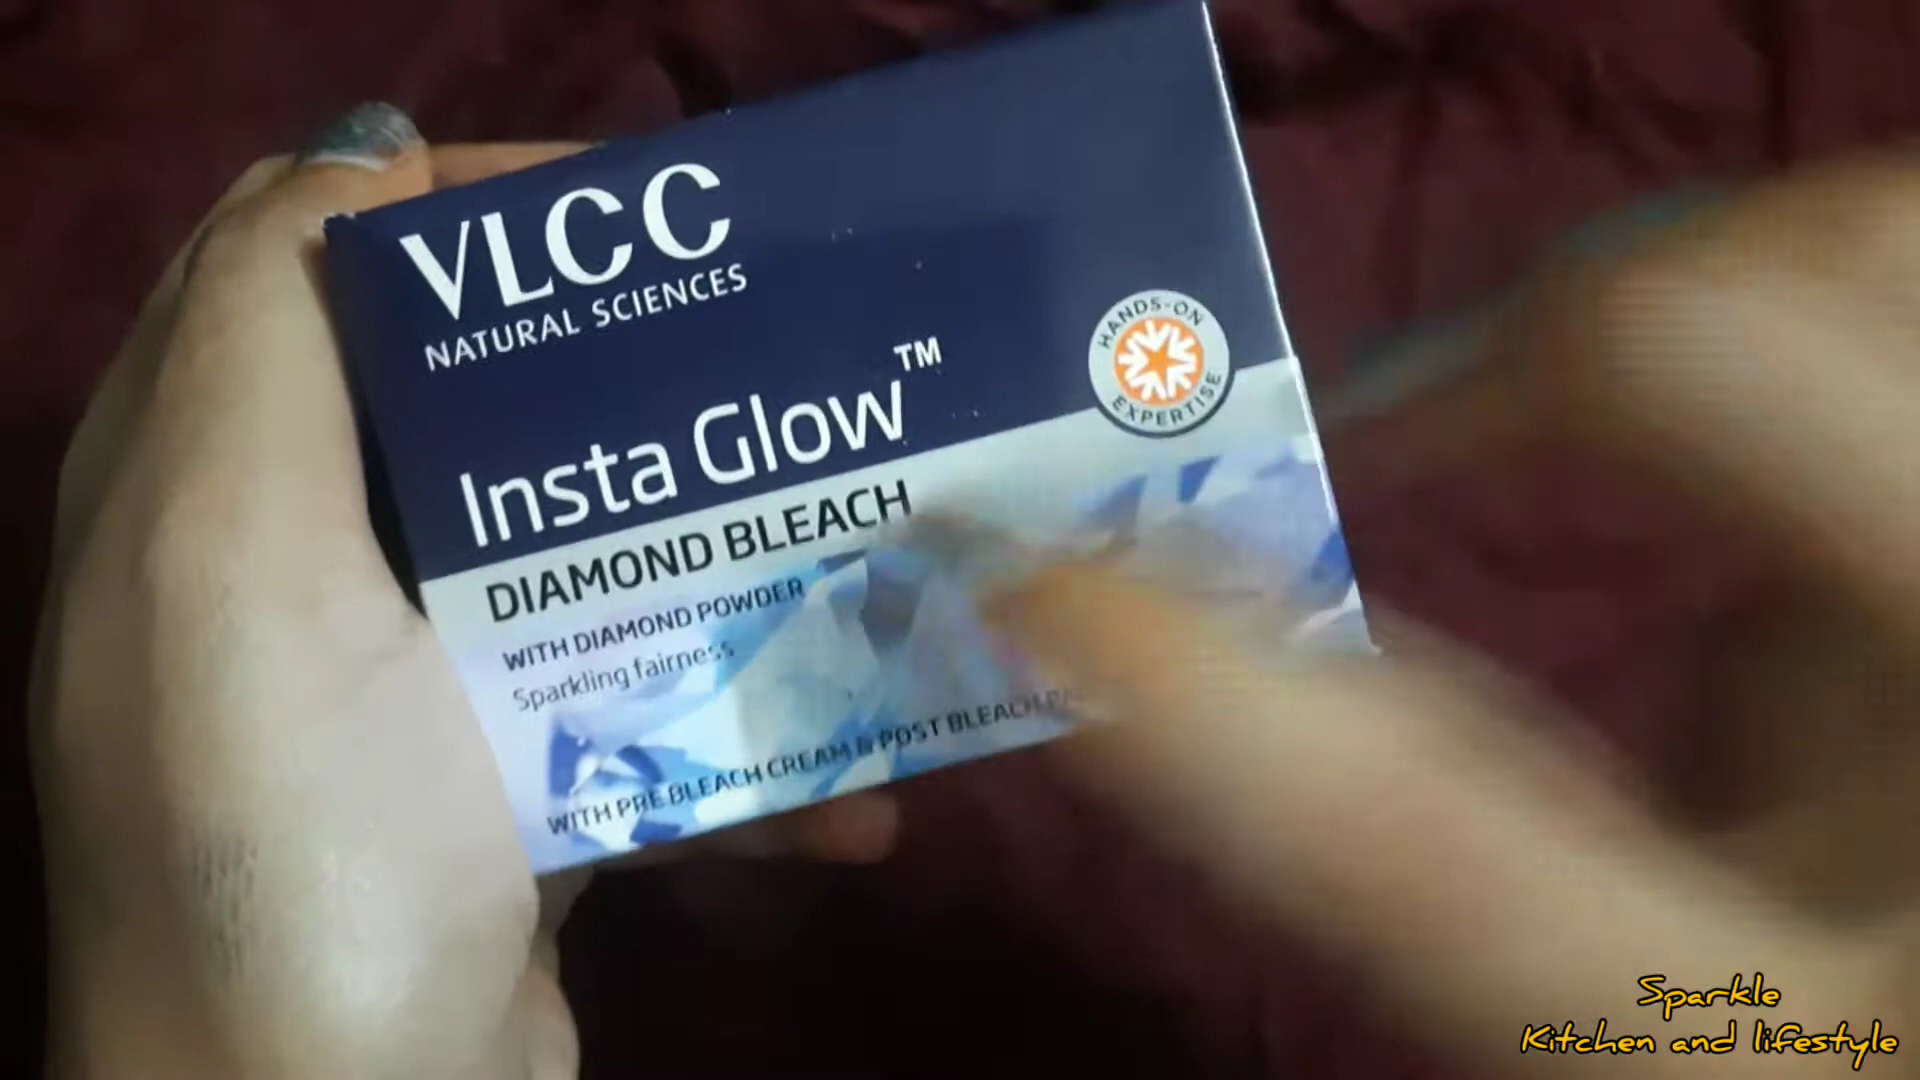 VLCC
NATURAL SCIENCES
Insta Glow™
HANDS-ON
EXPERTISE
DIAMOND BLEACH
WITH DIAMOND POWDER
Sparkling fairness
WITH PRE BLEACH CREAM & POST BLEACH
Sparkle
Kitchen and lifestyle